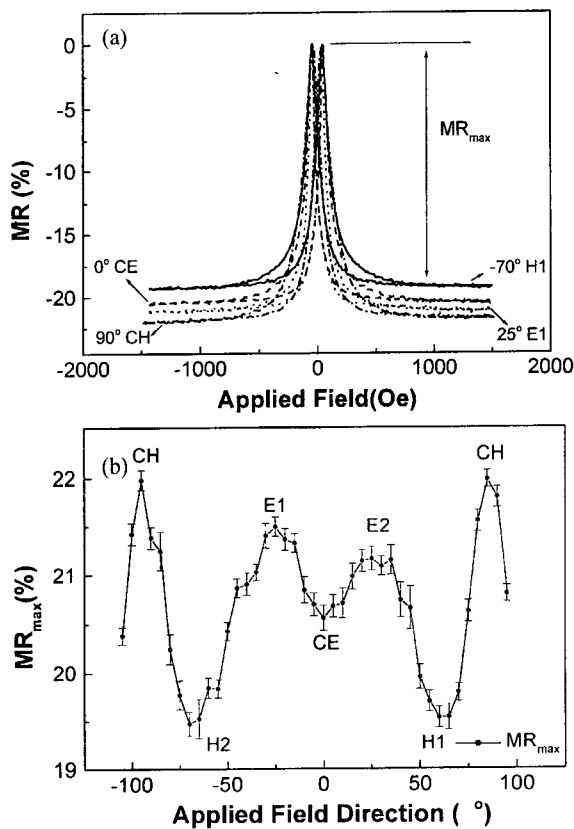 (a)
0
-5
-10
-15
-20
MR (%)
MRmax
0° CE
90° CH
-70° H1
25° E1
-2000 -1000 0 1000 2000
Applied Field(Oe)
(b)
CH
CH
E1
E2
CE
H2
H1
MRmax
22
21
20
19
MRmax(%)
-100 -50 0 50 100
Applied Field Direction ( °)